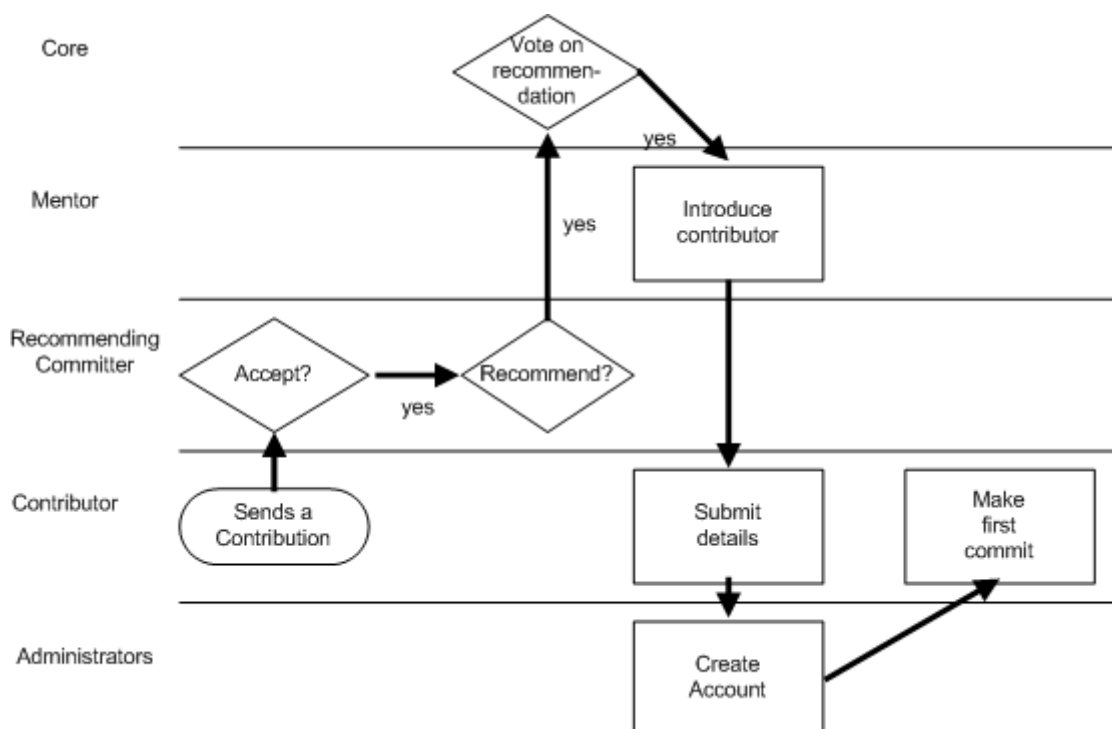 Core
Vote on
recommen-
dation
yes
Mentor
Introduce
contributor
yes
Recommending
Committer
Accept?
yes
Recommend?
Contributor
Sends a
Contribution
Submit
details
Make
first
commit
Administrators
Create
Account